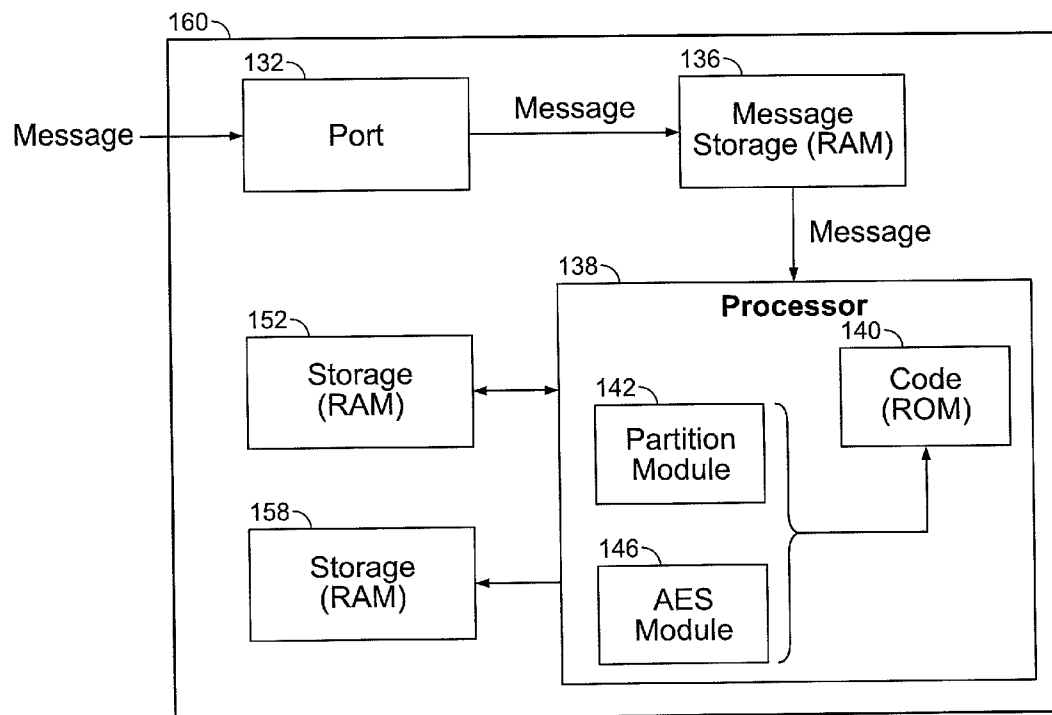 160
132
136
Message
Port
Message
Message
Storage (RAM)
Message
138
Processor
152
Storage
(RAM)
140
Code
(ROM)
142
Partition
Module
158
Storage
(RAM)
146
AES
Module